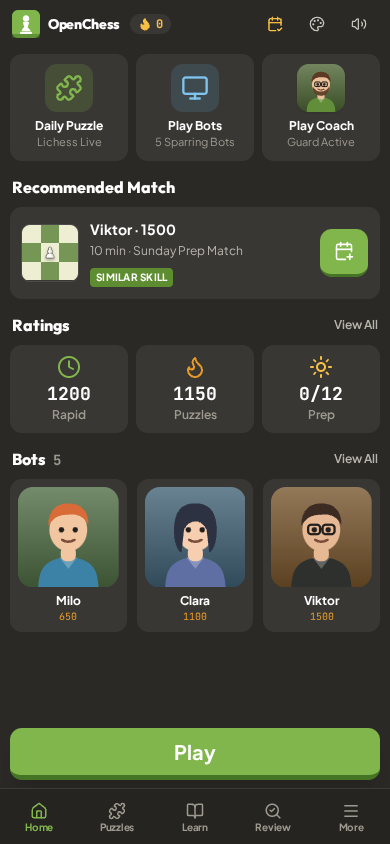 OpenChess
0
Daily Puzzle
Lichess Live
Play Bots
5 Sparring Bots
Play Coach
Guard Active
Recommended Match
Viktor · 1500
10 min · Sunday Prep Match
SIMILAR SKILL
Ratings
View All
1200
Rapid
1150
Puzzles
0/12
Prep
Bots 5
View All
Milo
650
Clara
1100
Viktor
1500
Play
Home
Puzzles
Learn
Review
More